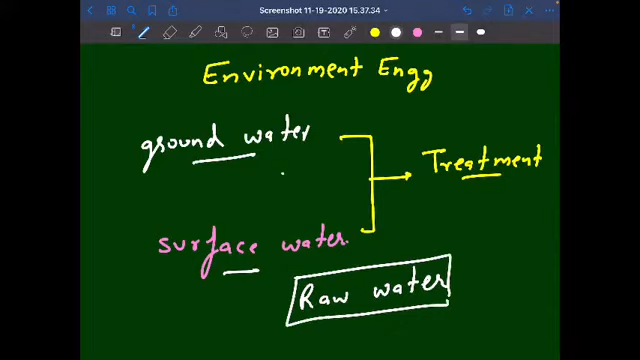 Screenshot 11-19-2020 15.37.34
Environment Engg
ground water
Treatment
surface water
Raw water